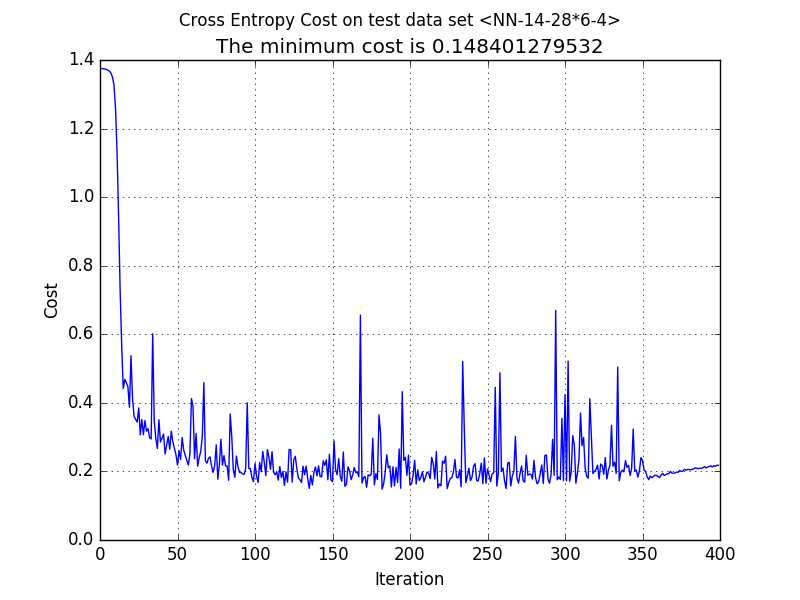 Cross Entropy Cost on test data set <NN-14-28*6-4>
The minimum cost is 0.148401279532
1.4
1.2
1.0
0.8
0.6
0.4
0.2
0.0
Cost
0 50 100 150 200 250 300 350 400
Iteration